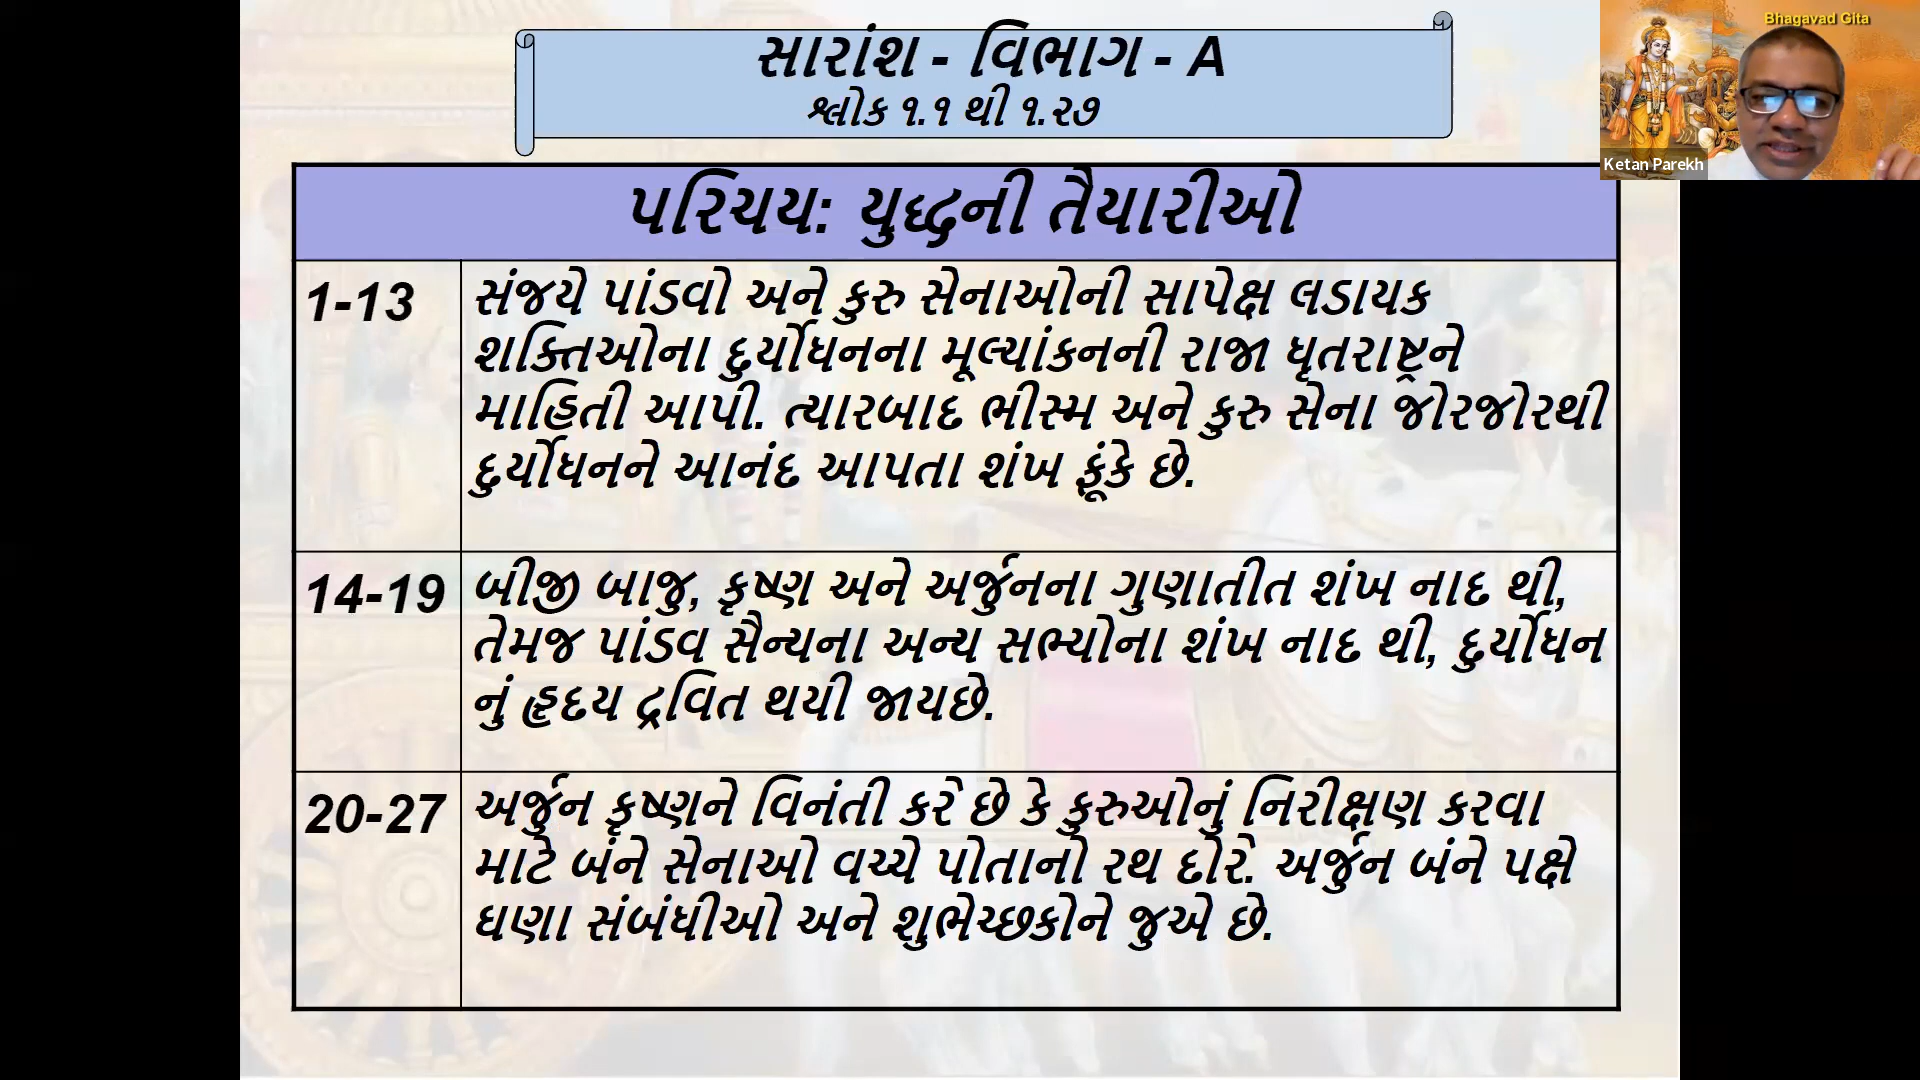 સારાંશ - વિભાગ - A
શ્લોક ૧.૧ થી ૧.૨૭
Bhagavad Gita
Ketan Parekh
પરિચય: યુદ્ધની તૈયારીઓ
1-13
સંજયે પાંડવો અને કુરુ સેનાઓની સાપેક્ષ લડાયક
શક્તિઓના દુર્યોધનના મૂલ્યાંકનની રાજા ધૃતરાષ્ટ્રને
માહિતી આપી. ત્યારબાદ ભીસ્મ અને કુરુ સેના જોરજોરથી
દુર્યોધનને આનંદ આપતા શંખ ફૂંકે છે.
14-19
બીજી બાજુ, કૃષ્ણ અને અર્જુનના ગુણાતીત શંખ નાદ થી,
તેમજ પાંડવ સૈન્યના અન્ય સભ્યોના શંખ નાદ થી, દુર્યોધન
નું હૃદય દ્રવિત થયી જાયછે.
20-27
અર્જુન કૃષ્ણને વિનંતી કરે છે કે કુરુઓનું નિરીક્ષણ કરવા
માટે બંને સેનાઓ વચ્ચે પોતાનો રથ દોરે. અર્જુન બંને પક્ષે
ઘણા સંબંધીઓ અને શુભેચ્છકોને જુએ છે.